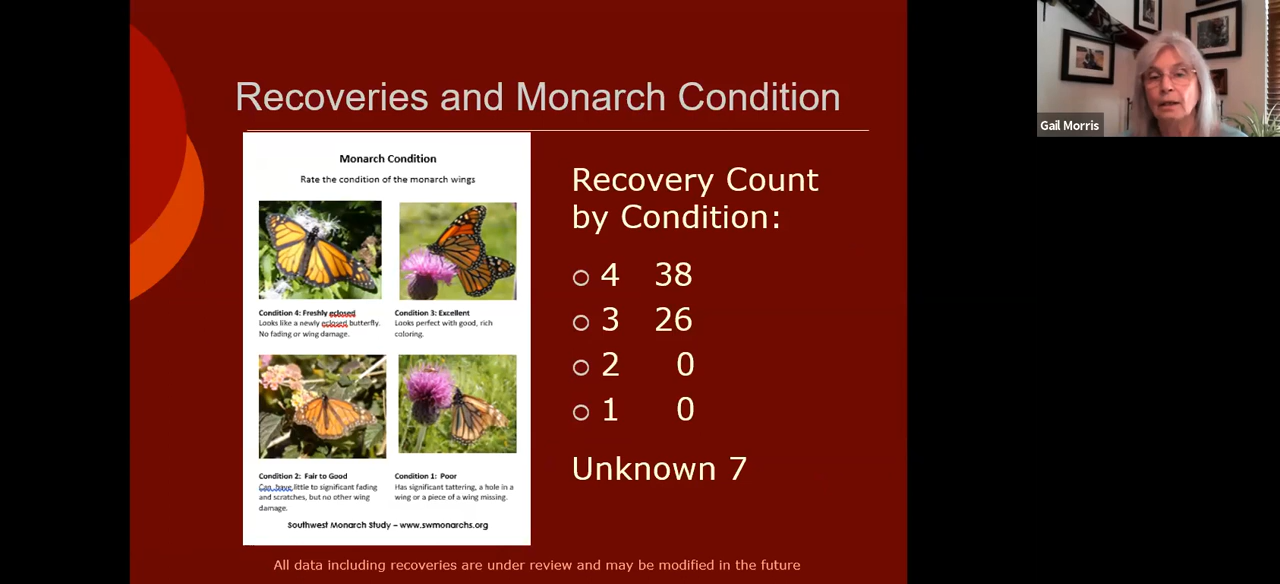 Recoveries and Monarch Condition
Monarch Condition
Rate the condition of the monarch wings
Condition 4: Freshly eclosed
Looks like a newly eclosed butterfly.
No fading or wing damage.
Condition 3: Excellent
Looks perfect with good, rich
coloring.
Condition 2: Fair to Good
Can have little to significant fading
and scratches, but no other wing
damage.
Condition 1: Poor
Has significant tattering, a hole in a
wing or a piece of a wing missing.
Southwest Monarch Study – www.swmonarchs.org
Recovery Count
by Condition:
4 38
3 26
2 0
1 0
Unknown 7
All data including recoveries are under review and may be modified in the future
Gail Morris